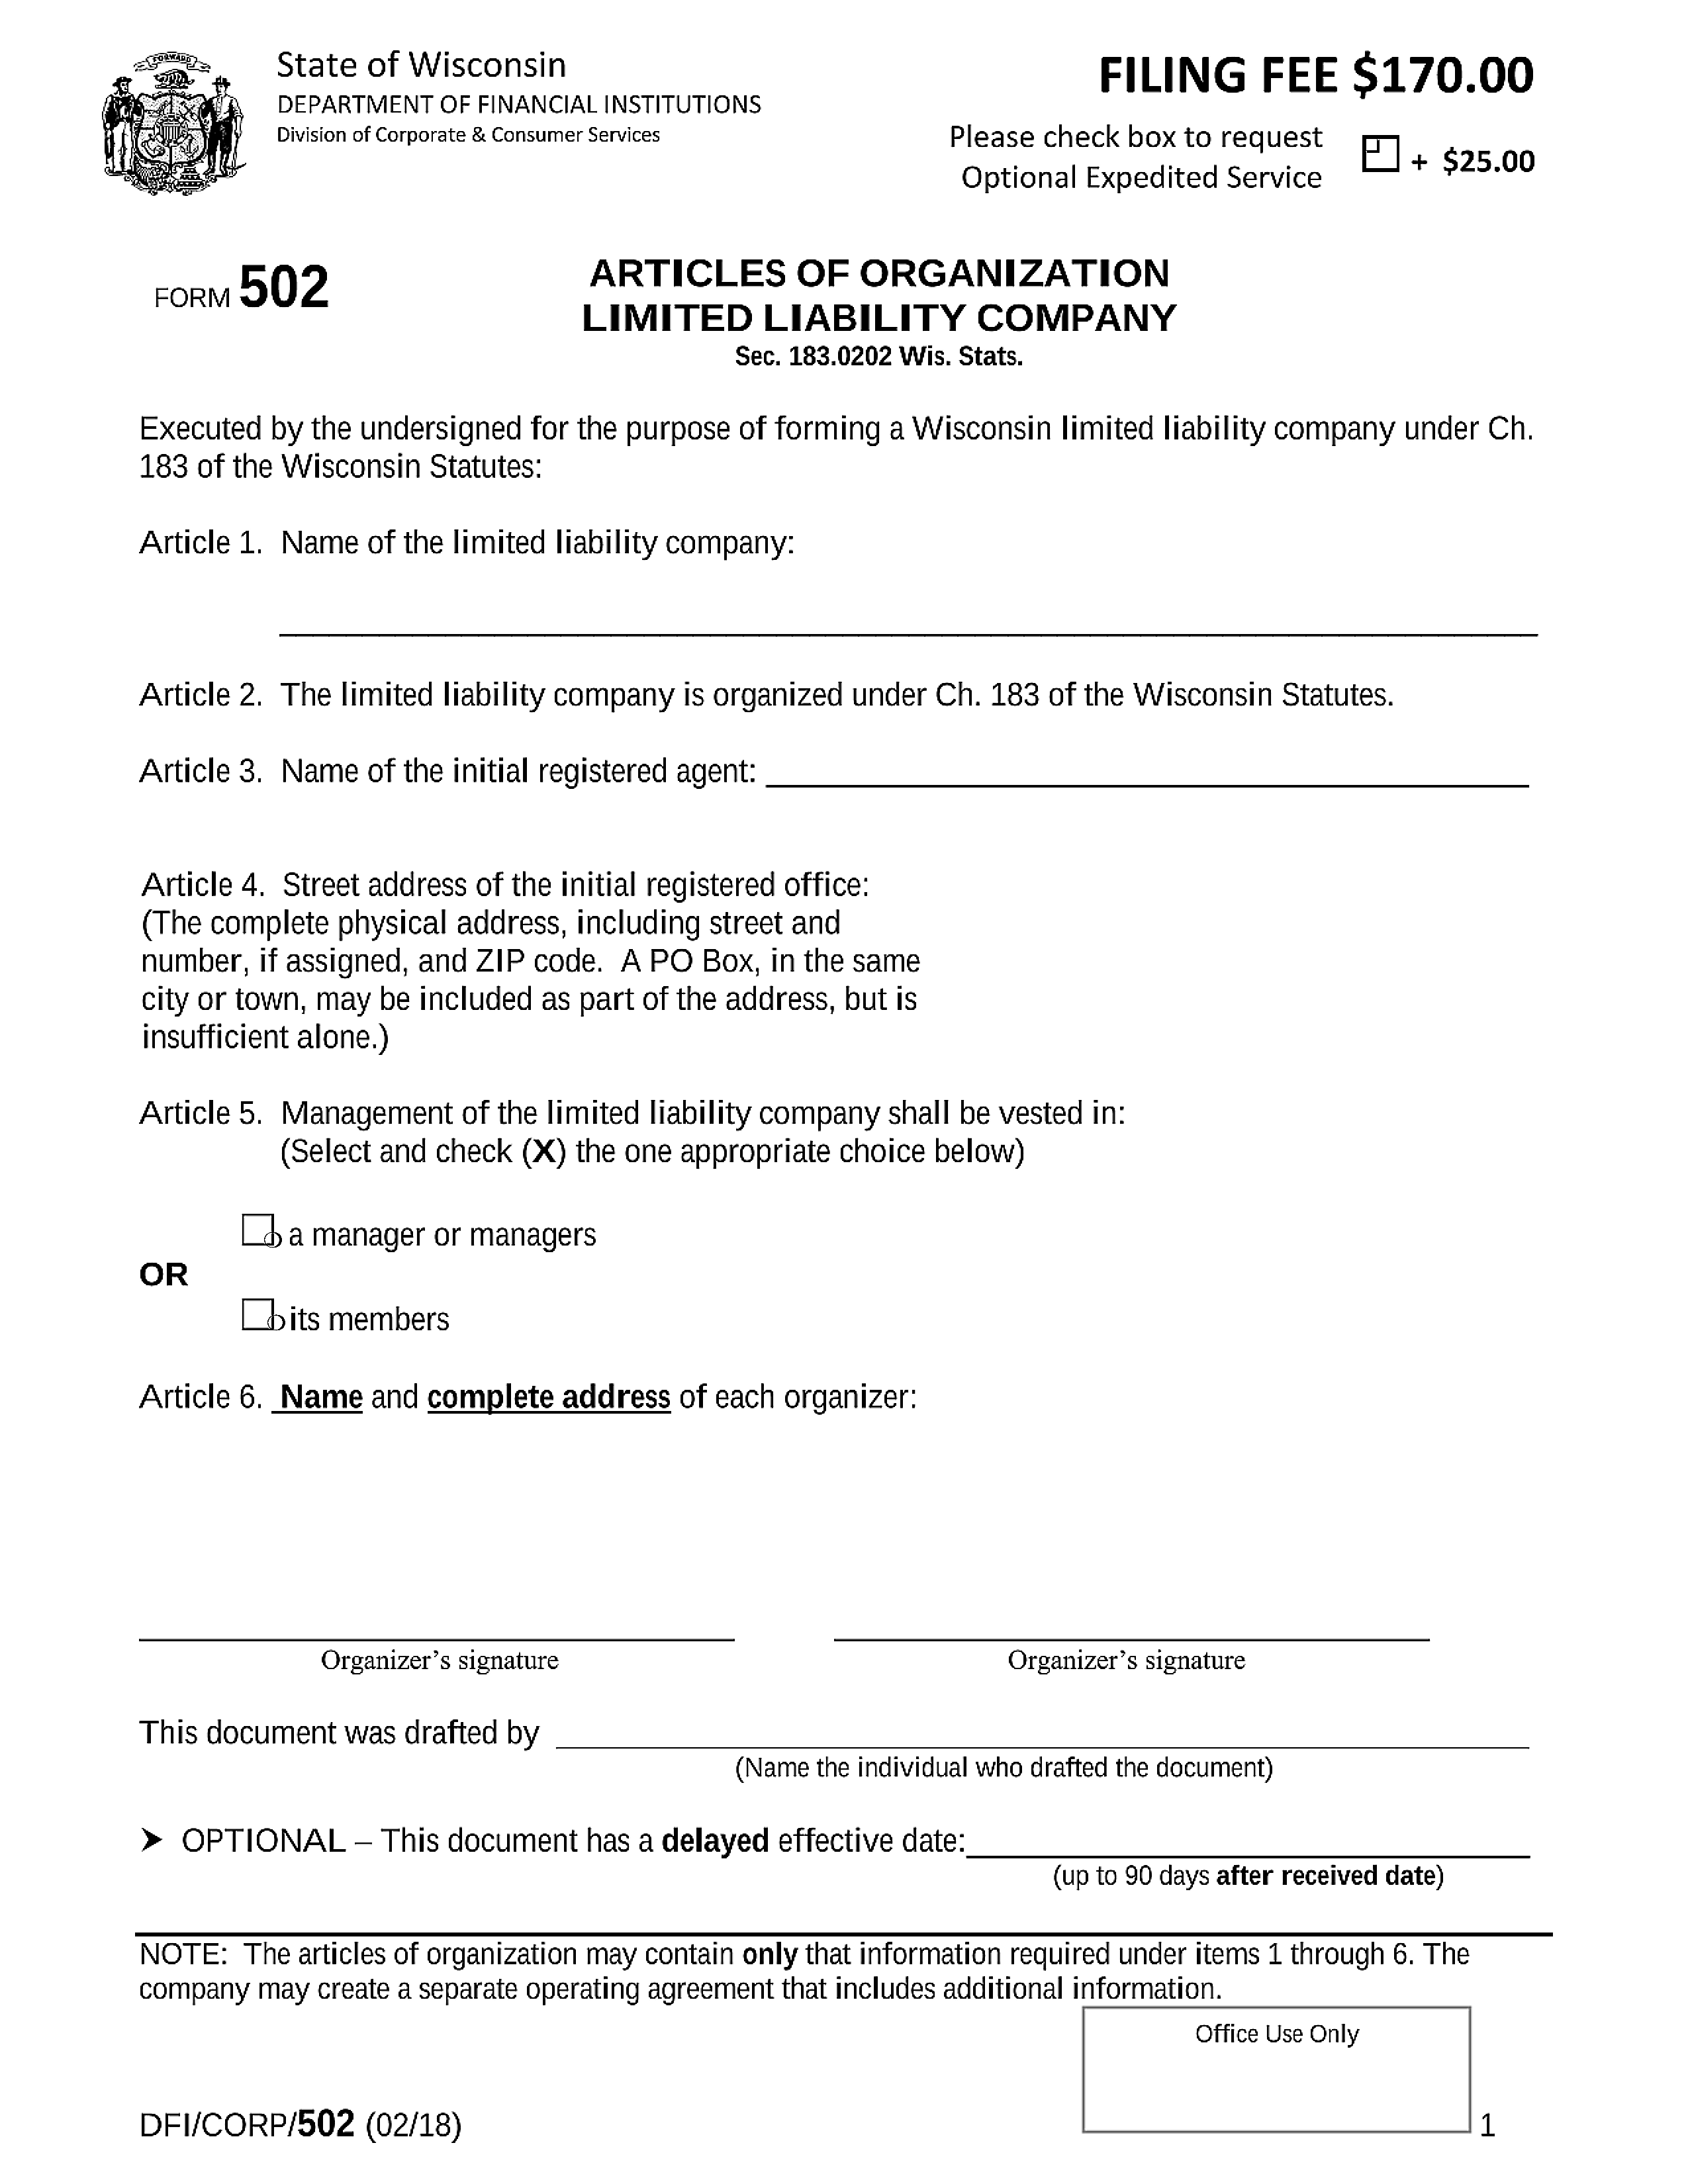 FORWARD
State of Wisconsin
DEPARTMENT OF FINANCIAL INSTITUTIONS
Division of Corporate & Consumer Services
FILING FEE $170.00
Please check box to request
Optional Expedited Service
+ $25.00
FORM 502
ARTICLES OF ORGANIZATION
LIMITED LIABILITY COMPANY
Sec. 183.0202 Wis. Stats.
Executed by the undersigned for the purpose of forming a Wisconsin limited liability company under Ch.
183 of the Wisconsin Statutes:
Article 1. Name of the limited liability company:
Article 2. The limited liability company is organized under Ch. 183 of the Wisconsin Statutes.
Article 3. Name of the initial registered agent:
Article 4. Street address of the initial registered office:
(The complete physical address, including street and
number, if assigned, and ZIP code. A PO Box, in the same
city or town, may be included as part of the address, but is
insufficient alone.)
Article 5. Management of the limited liability company shall be vested in:
(Select and check (X) the one appropriate choice below)
a manager or managers
OR
its members
Article 6. Name and complete address of each organizer:
Organizer’s signature
Organizer’s signature
This document was drafted by
(Name the individual who drafted the document)
➤ OPTIONAL – This document has a delayed effective date:
(up to 90 days after received date)
NOTE: The articles of organization may contain only that information required under items 1 through 6. The
company may create a separate operating agreement that includes additional information.
Office Use Only
DFI/CORP/502 (02/18)
1